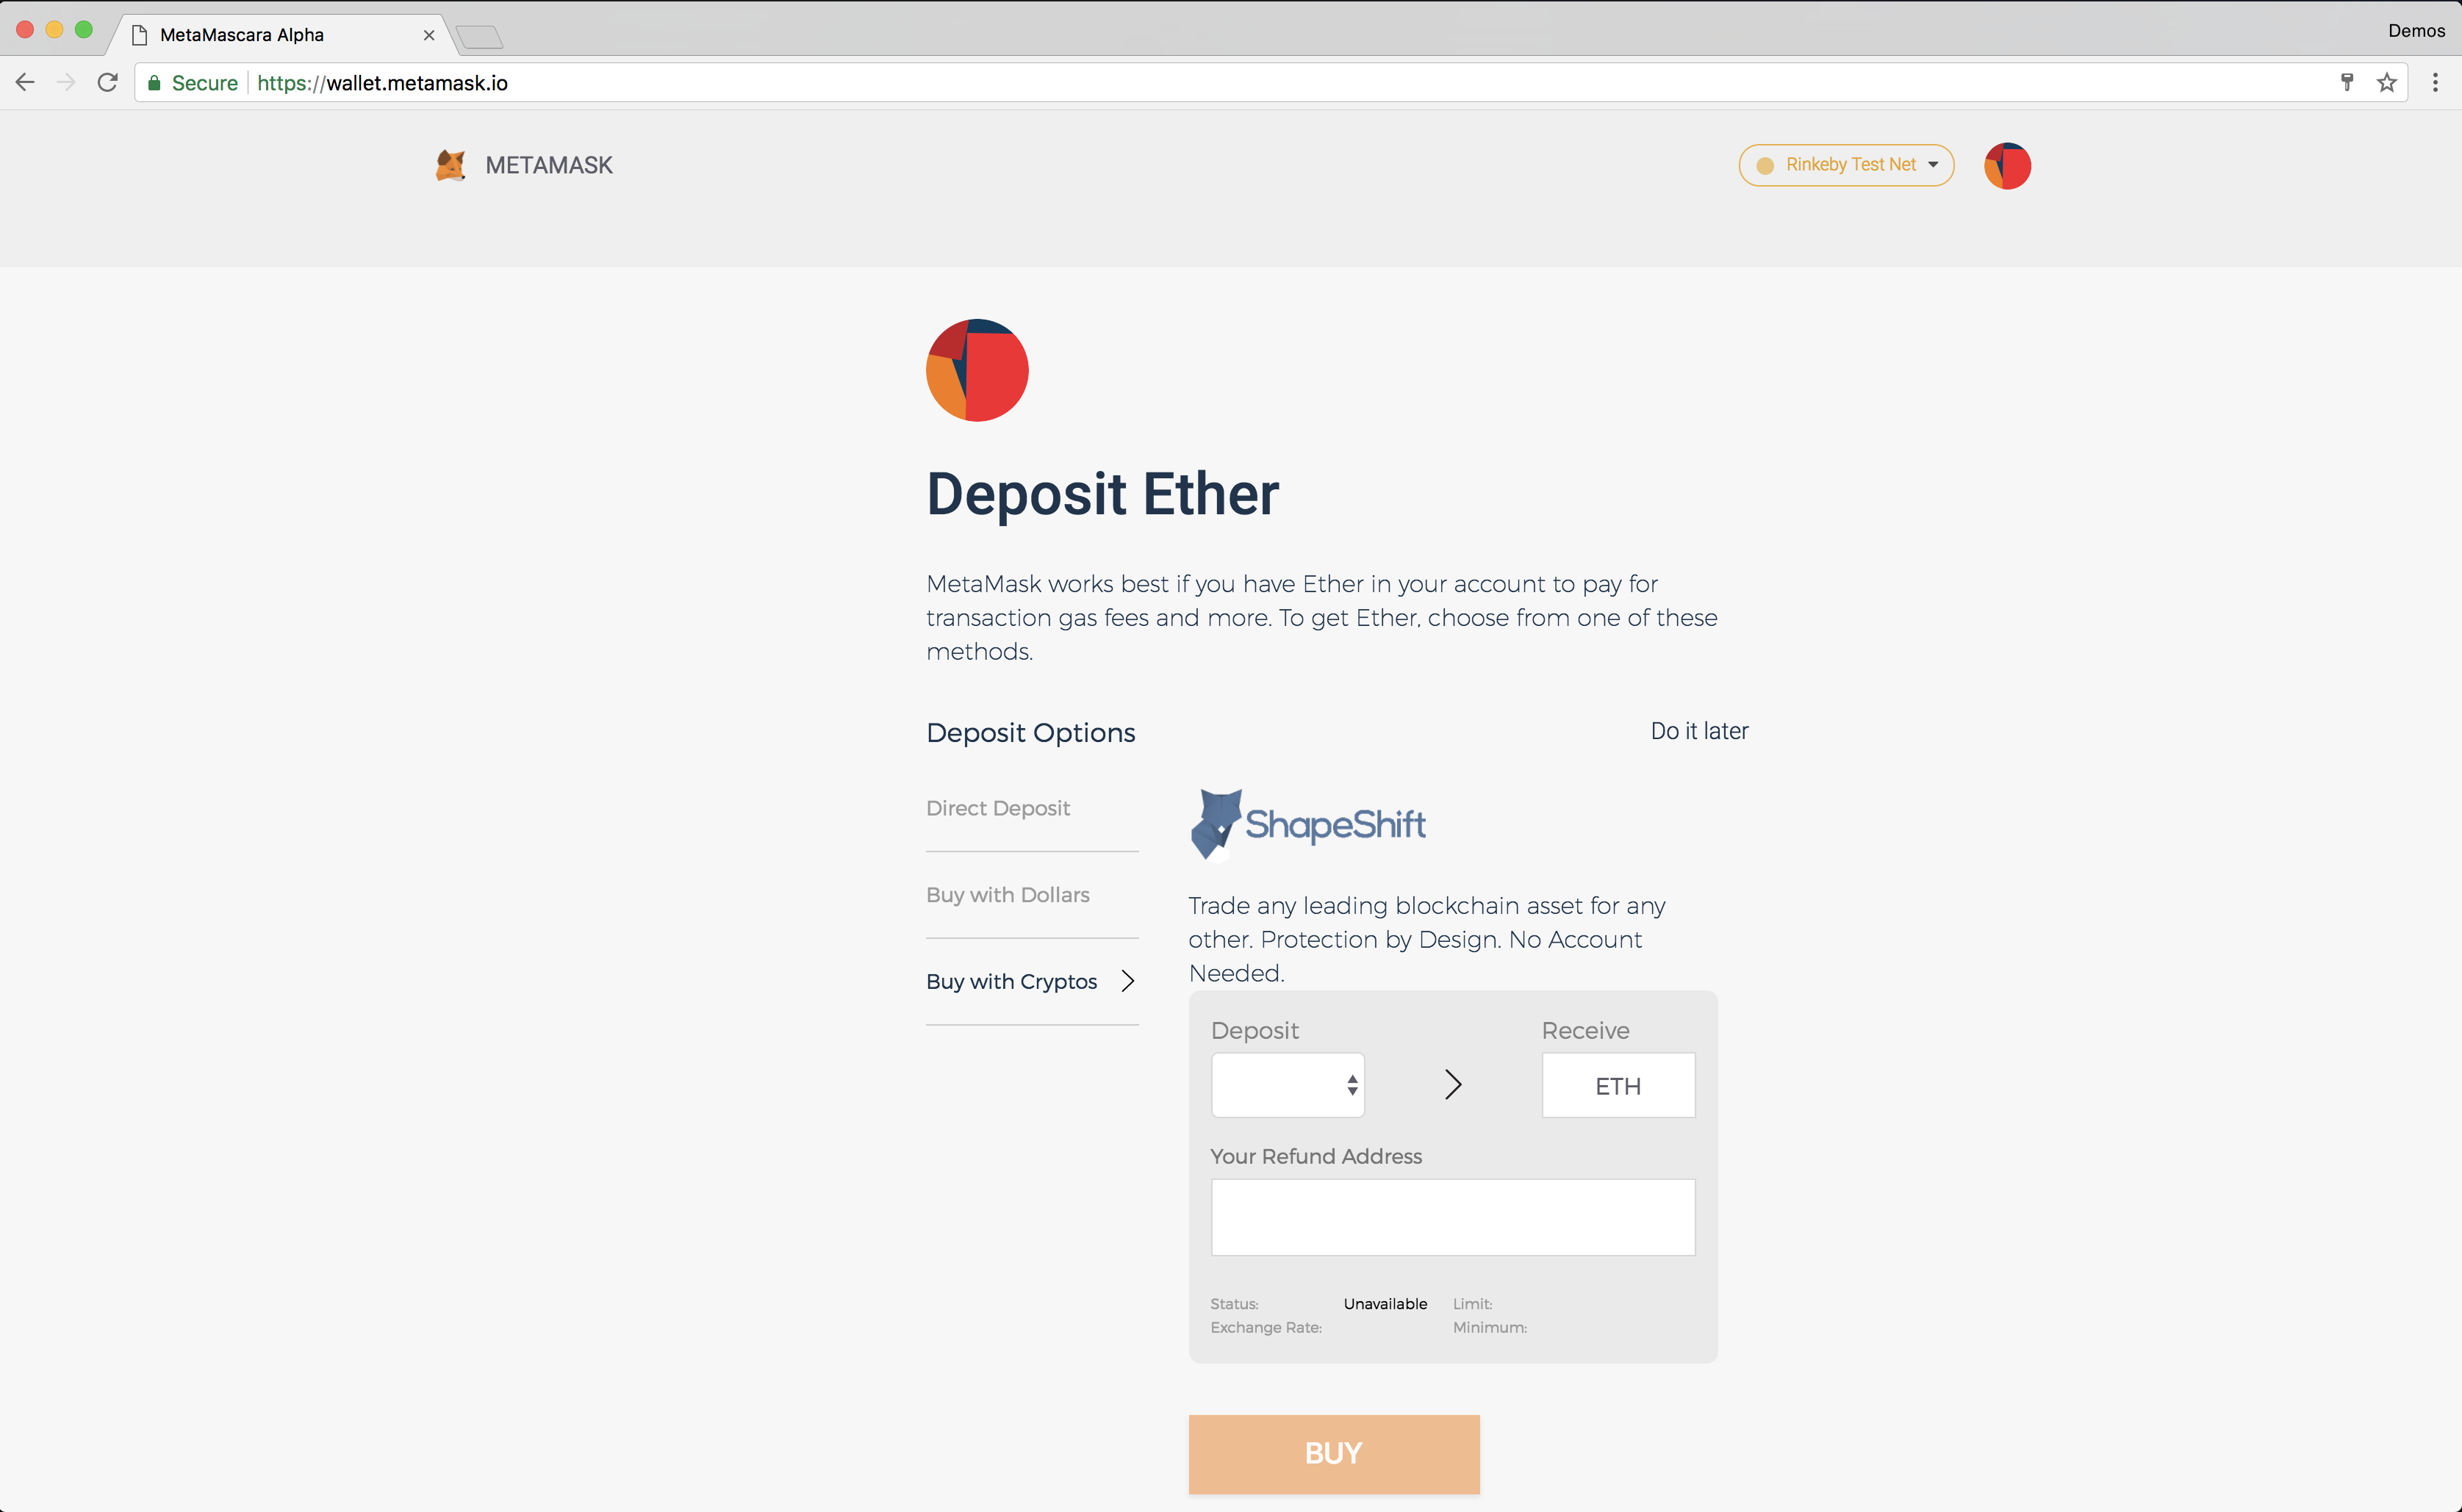 MetaMascara Alpha
Demos
Secure
https://wallet.metamask.io
METAMASK
Rinkeby Test Net
Deposit Ether
MetaMask works best if you have Ether in your account to pay for
transaction gas fees and more. To get Ether, choose from one of these
methods.
Deposit Options
Do it later
Direct Deposit
Buy with Dollars
Buy with Cryptos
ShapeShift
Trade any leading blockchain asset for any
other. Protection by Design. No Account
Needed.
Deposit
Receive
ETH
Your Refund Address
Status: Unavailable Limit:
Exchange Rate: Minimum:
BUY